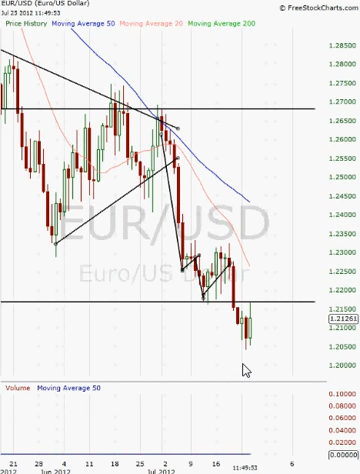 EUR/USD (Euro/US Dollar)
© FreeStockCharts.com
Jul 25 2012 11:49:53
Price History Moving Average 50 Moving Average 20 Moving Average 200
1.28500
1.28000
1.27500
1.27000
1.26500
1.26000
1.25500
1.25000
1.24500
1.24000
1.23500
EUR/USD
1.23000
1.22500
Euro/US Dollar
1.22000
1.21500
1.21261
1.20500
1.20000
Volume Moving Average 50
0.10000
0.08000
0.06000
0.04000
0.02000
0.00000
21 28 4 11 18 25 2 9 16 11:49:53 6
2012 Jun 2012 Jul 2012